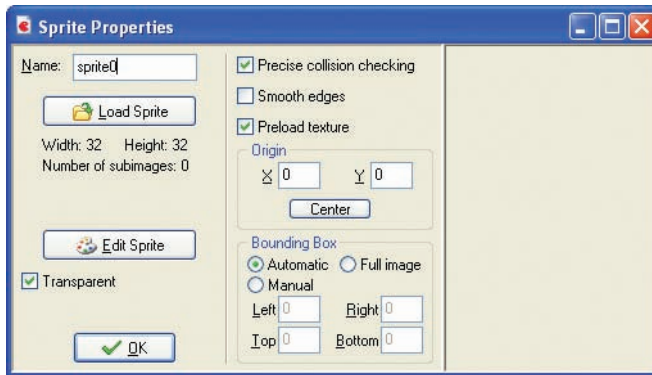 Sprite Properties
Name: sprite0
Load Sprite
Width: 32 Height: 32
Number of subimages: 0
Edit Sprite
Transparent
OK
Precise collision checking
Smooth edges
Preload texture
Origin
X 0 Y 0
Center
Bounding Box
Automatic Full image
Manual
Left 0 Right 0
Top 0 Bottom 0